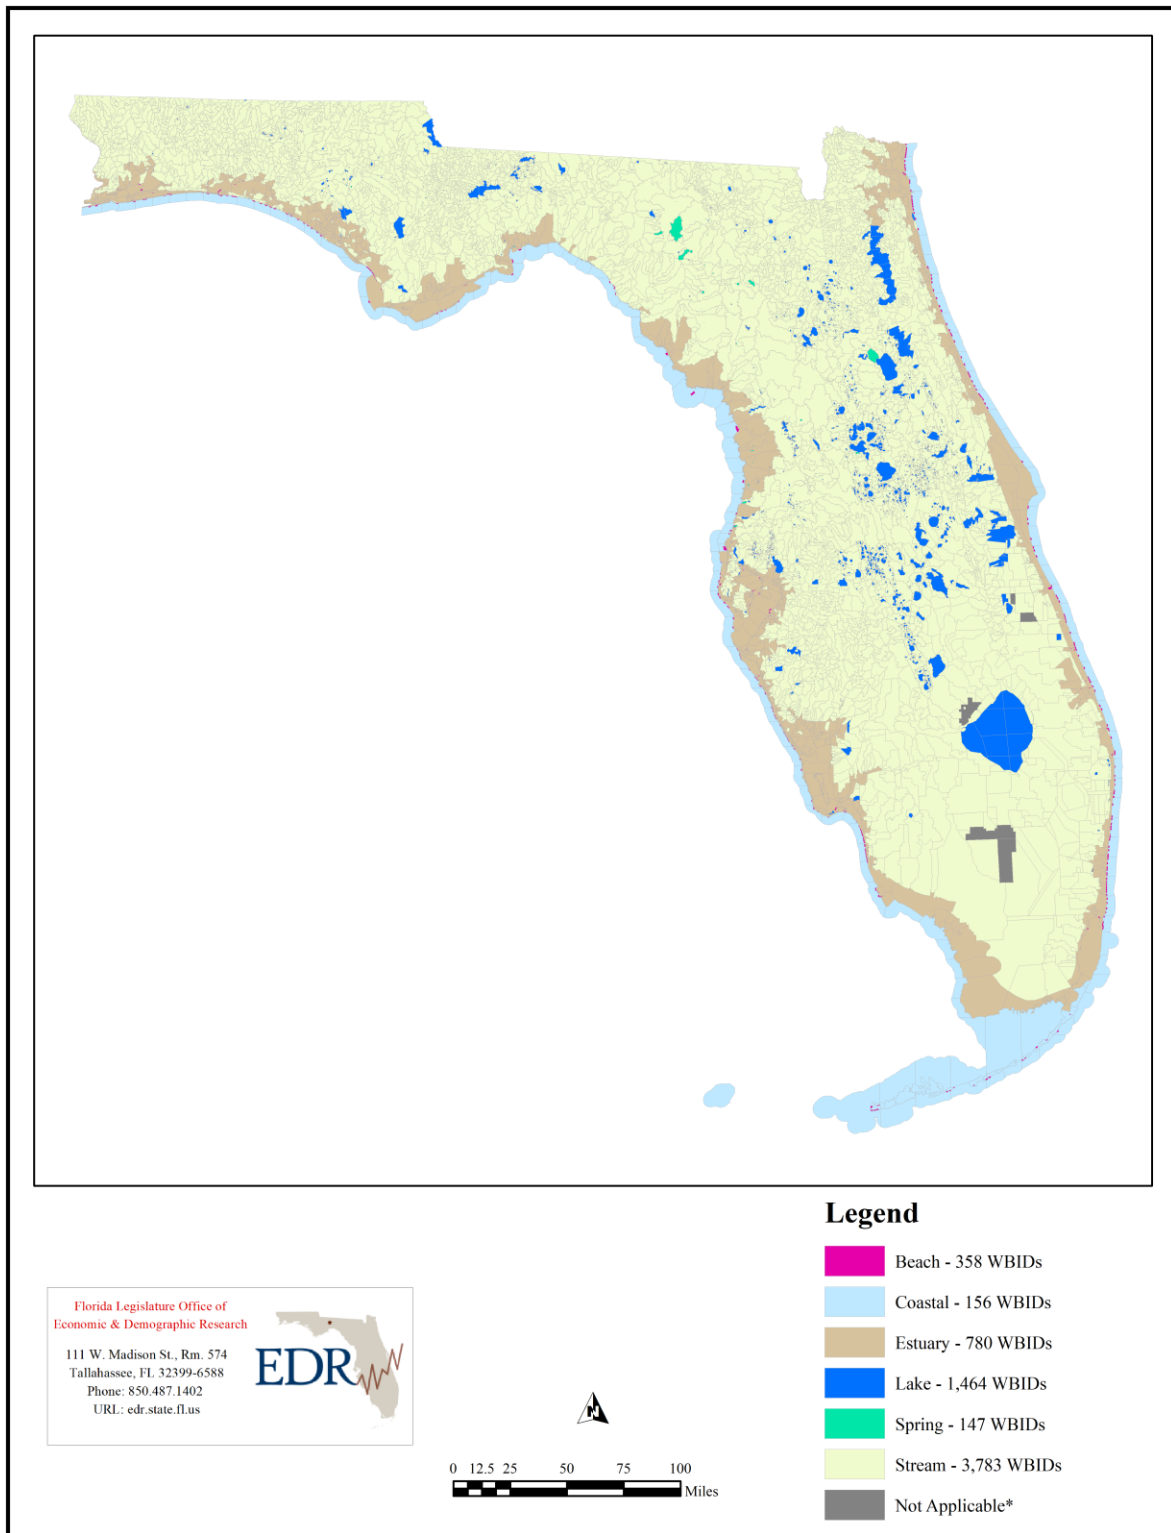 Legend
Beach - 358 WBIDs
Coastal - 156 WBIDs
Estuary - 780 WBIDs
Lake - 1,464 WBIDs
Spring - 147 WBIDs
Stream - 3,783 WBIDs
Not Applicable*
Florida Legislature Office of
Economic & Demographic Research
111 W. Madison St., Rm. 574
Tallahassee, FL 32399-6588
Phone: 850.487.1402
URL: edr.state.fl.us
EDR
N
0 12.5 25 50 75 100
Miles